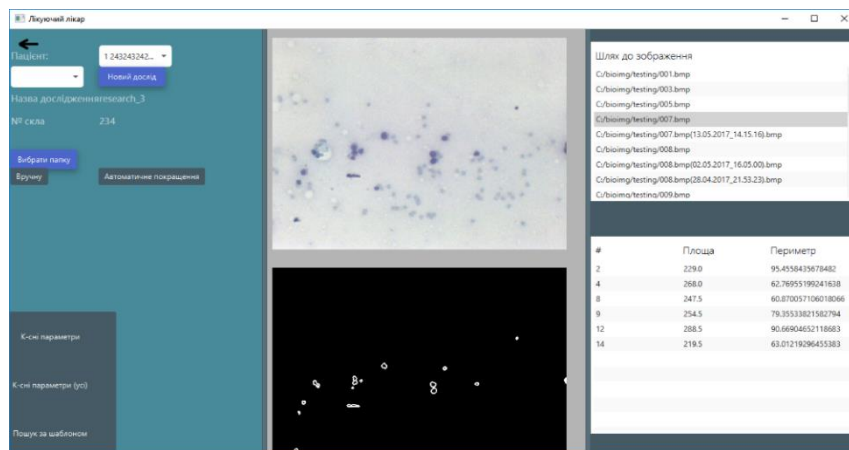 Лікуючий лікар
Пацієнт:
1 243243242...
Новий дослід
Назва дослідженняresearch_3
№ скла 234
Вибрати папку
Вручну
Автоматичне покращення
К-сні параметри
К-сні параметри (усі)
Пошук за шаблоном
Шлях до зображення
C:/bioimg/testing/001.bmp
C:/bioimg/testing/003.bmp
C:/bioimg/testing/005.bmp
C:/bioimg/testing/007.bmp
C:/bioimg/testing/007.bmp(13.05.2017_14.15.16).bmp
C:/bioimg/testing/008.bmp
C:/bioimg/testing/008.bmp(02.05.2017_16.05.00).bmp
C:/bioimg/testing/008.bmp(28.04.2017_21.53.23).bmp
C:/bioimg/testing/009.bmp
# Площа Периметр
2 229.0 95.4558435678482
4 268.0 62.76955199241638
8 247.5 60.870057106018066
9 254.5 79.35533821582794
12 288.5 90.66904652118683
14 219.5 63.01219296455383